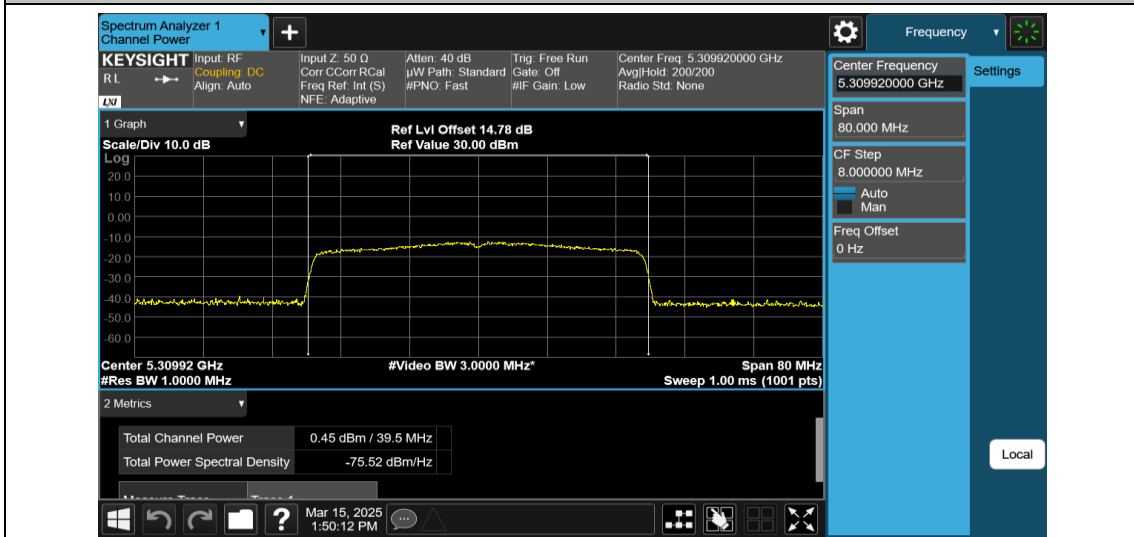 Spectrum Analyzer 1
Channel Power
Frequency
KEYSIGHT
R L
LXI
Input: RF
Coupling: DC
Align: Auto
Input Z: 50 Ω
Corr CCorr RCal
Freq Ref: Int (S)
NFE: Adaptive
Atten: 40 dB
µW Path: Standard
#PNO: Fast
Trig: Free Run
Gate: Off
#IF Gain: Low
Center Freq: 5.309920000 GHz
Avg|Hold: 200/200
Radio Std: None
1 Graph
Scale/Div 10.0 dB
Ref Lvl Offset 14.78 dB
Ref Value 30.00 dBm
Log
20.0
10.0
0.00
-10.0
-20.0
-30.0
-40.0
-50.0
-60.0
Center 5.30992 GHz
#Res BW 1.0000 MHz
#Video BW 3.0000 MHz*
Span 80 MHz
Sweep 1.00 ms (1001 pts)
2 Metrics
Total Channel Power 0.45 dBm / 39.5 MHz
Total Power Spectral Density -75.52 dBm/Hz
Mar 15, 2025
1:50:12 PM
Center Frequency
5.309920000 GHz
Settings
Span
80.000 MHz
CF Step
8.000000 MHz
Auto
Man
Freq Offset
0 Hz
Local